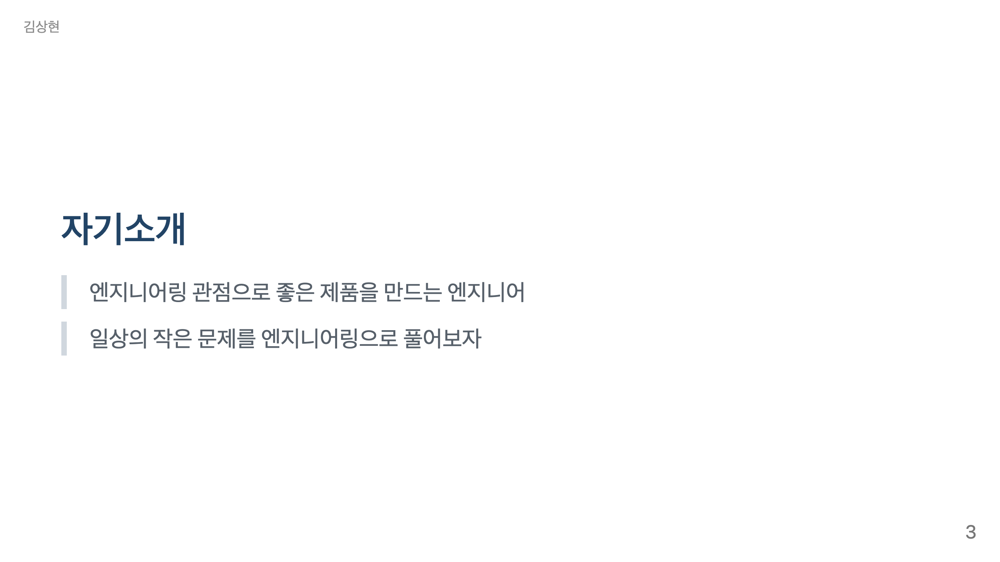 김상현
자기소개
엔지니어링 관점으로 좋은 제품을 만드는 엔지니어
일상의 작은 문제를 엔지니어링으로 풀어보자
3